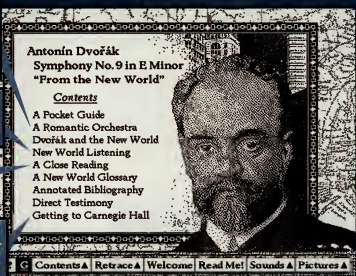 Antonín Dvořák
Symphony No. 9 in E Minor
"From the New World"
Contents
A Pocket Guide
A Romantic Orchestra
Dvořák and the New World
New World Listening
A Close Reading
A New World Glossary
Annotated Bibliography
Direct Testimony
Getting to Carnegie Hall
G Contents▲ Retrace▲ Welcome Read Me! Sounds▲ Pictures▲